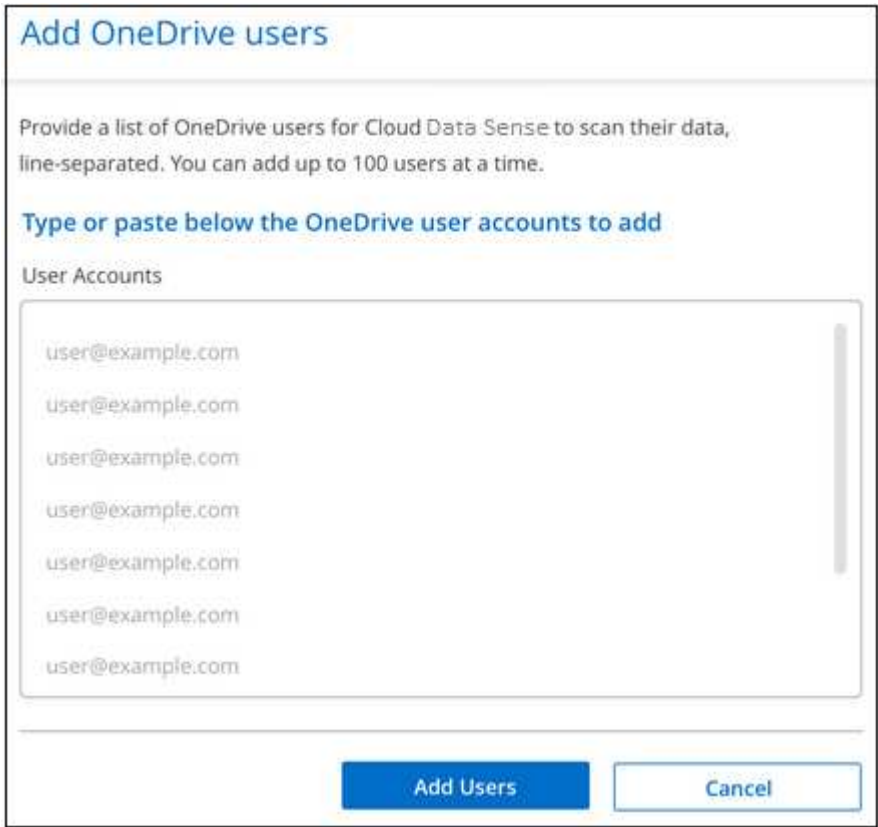 Add OneDrive users
Provide a list of OneDrive users for Cloud Data Sense to scan their data,
line-separated. You can add up to 100 users at a time.
Type or paste below the OneDrive user accounts to add
User Accounts
user@example.com
user@example.com
user@example.com
user@example.com
user@example.com
user@example.com
user@example.com
Add Users
Cancel